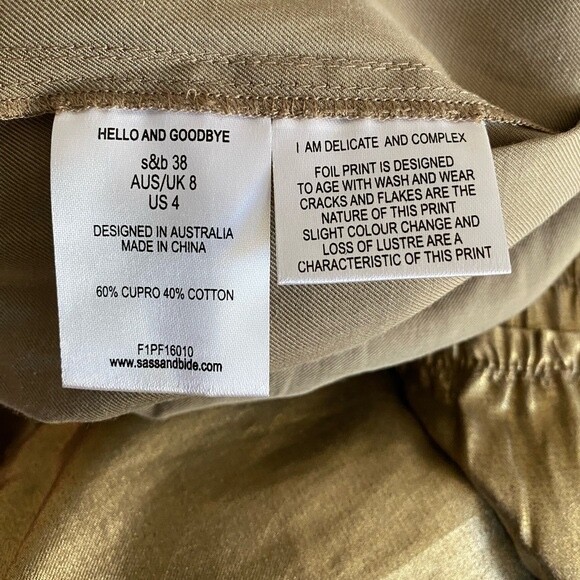 HELLO AND GOODBYE
s&b 38
AUS/UK 8
US 4
DESIGNED IN AUSTRALIA
MADE IN CHINA
60% CUPRO 40% COTTON
F1PF16010
www.sassandbide.com
I AM DELICATE AND COMPLEX
FOIL PRINT IS DESIGNED
TO AGE WITH WASH AND WEAR
CRACKS AND FLAKES ARE THE
NATURE OF THIS PRINT
SLIGHT COLOUR CHANGE AND
LOSS OF LUSTRE ARE A
CHARACTERISTIC OF THIS PRINT